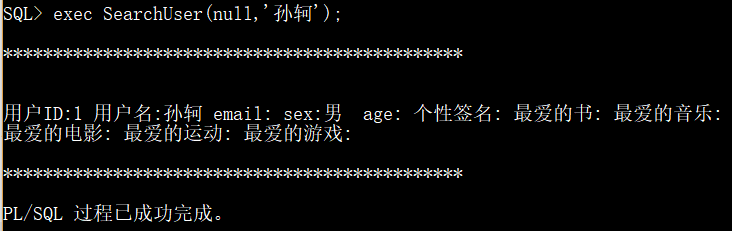 SQL> exec SearchUser(null,'孙轲');
**********************************************
用户ID:1 用户名:孙轲 email: sex:男  age: 个性签名: 最爱的书: 最爱的音乐:
最爱的电影: 最爱的运动: 最爱的游戏:
**********************************************
PL/SQL 过程已成功完成。